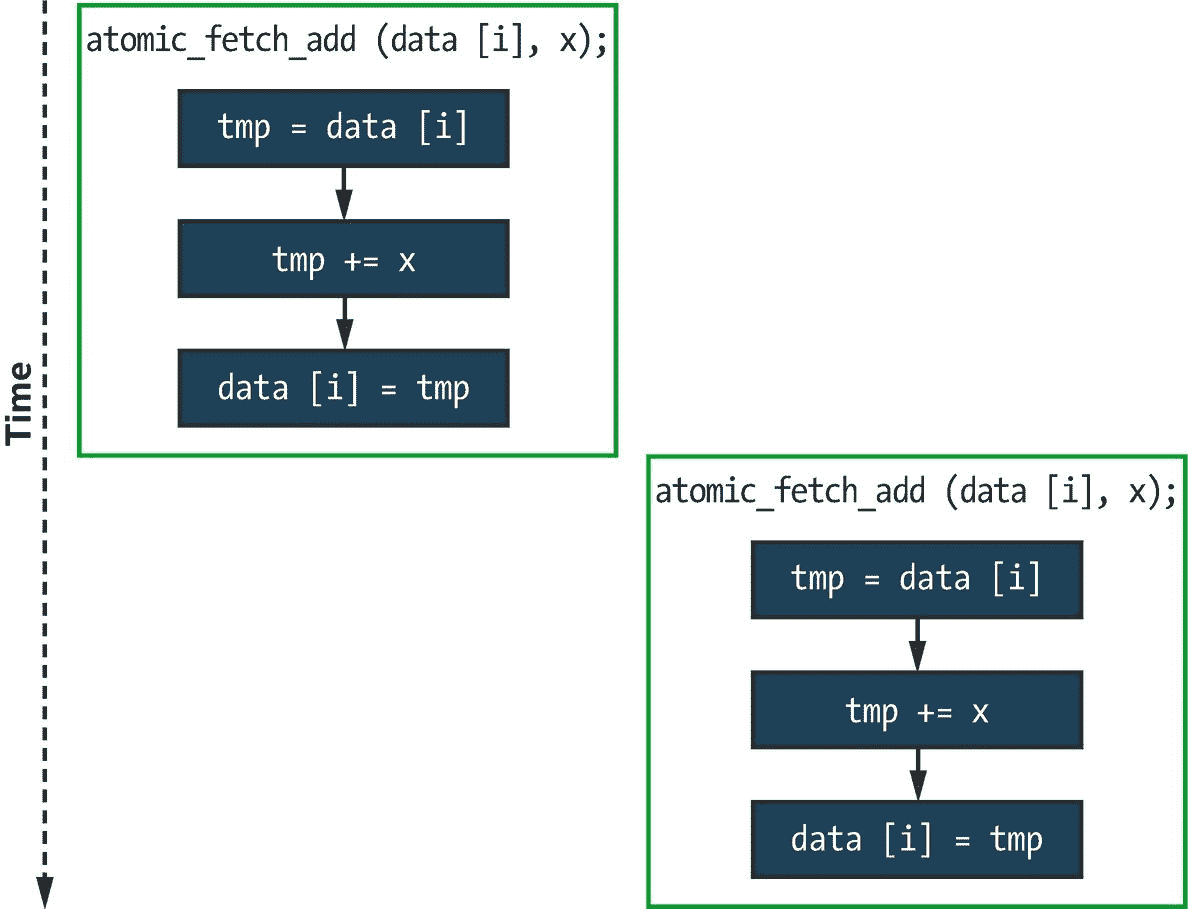 atomic_fetch_add (data [i], x);
tmp = data [i]
tmp += x
data [i] = tmp
Time
atomic_fetch_add (data [i], x);
tmp = data [i]
tmp += x
data [i] = tmp